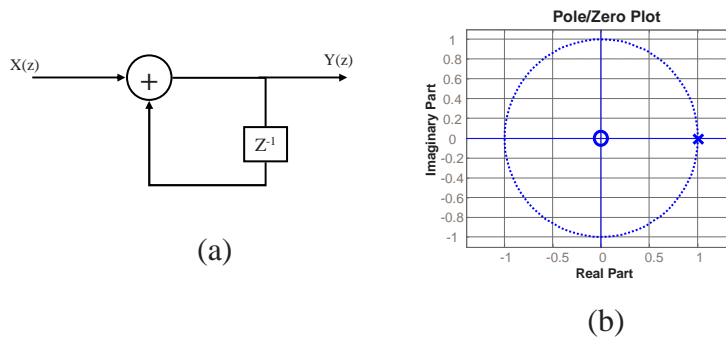 X(z)
+
Y(z)
Z-1
(a)
Pole/Zero Plot
Imaginary Part
1
0.8
0.6
0.4
0.2
0
-0.2
-0.4
-0.6
-0.8
-1
-1 -0.5 0 0.5 1
Real Part
(b)